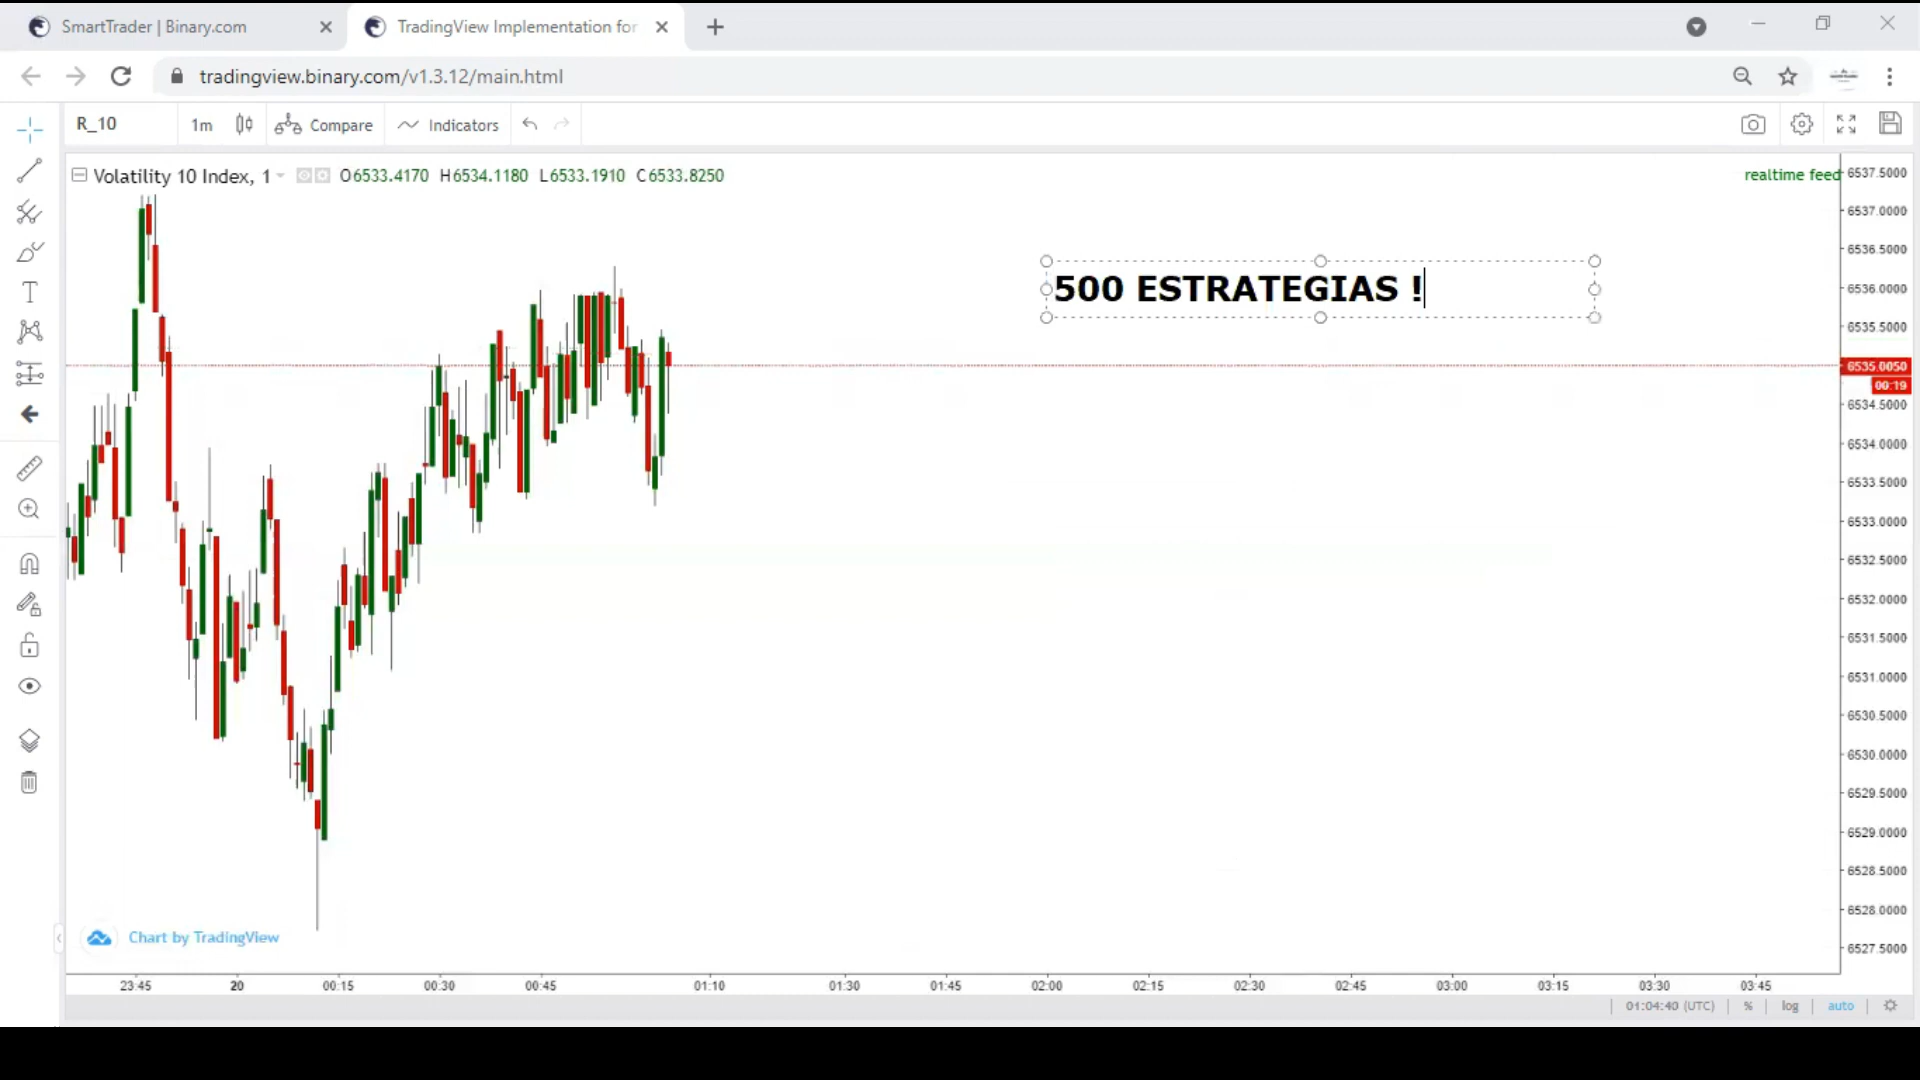 SmartTrader | Binary.com
TradingView Implementation for
tradingview.binary.com/v1.3.12/main.html
R_10
1m
Compare
Indicators
Volatility 10 Index, 1
O6533.4170 H6534.1180 L6533.1910 C6533.8250
realtime feed
500 ESTRATEGIAS !
6537.5000
6537.0000
6536.5000
6536.0000
6535.5000
6535.0050
00:19
6534.5000
6534.0000
6533.5000
6533.0000
6532.5000
6532.0000
6531.5000
6531.0000
6530.5000
6530.0000
6529.5000
6529.0000
6528.5000
6528.0000
6527.5000
Chart by TradingView
23:45 20 00:15 00:30 00:45 01:10 01:30 01:45 02:00 02:15 02:30 02:45 03:00 03:15 03:30 03:45
01:04:40 (UTC) % log auto